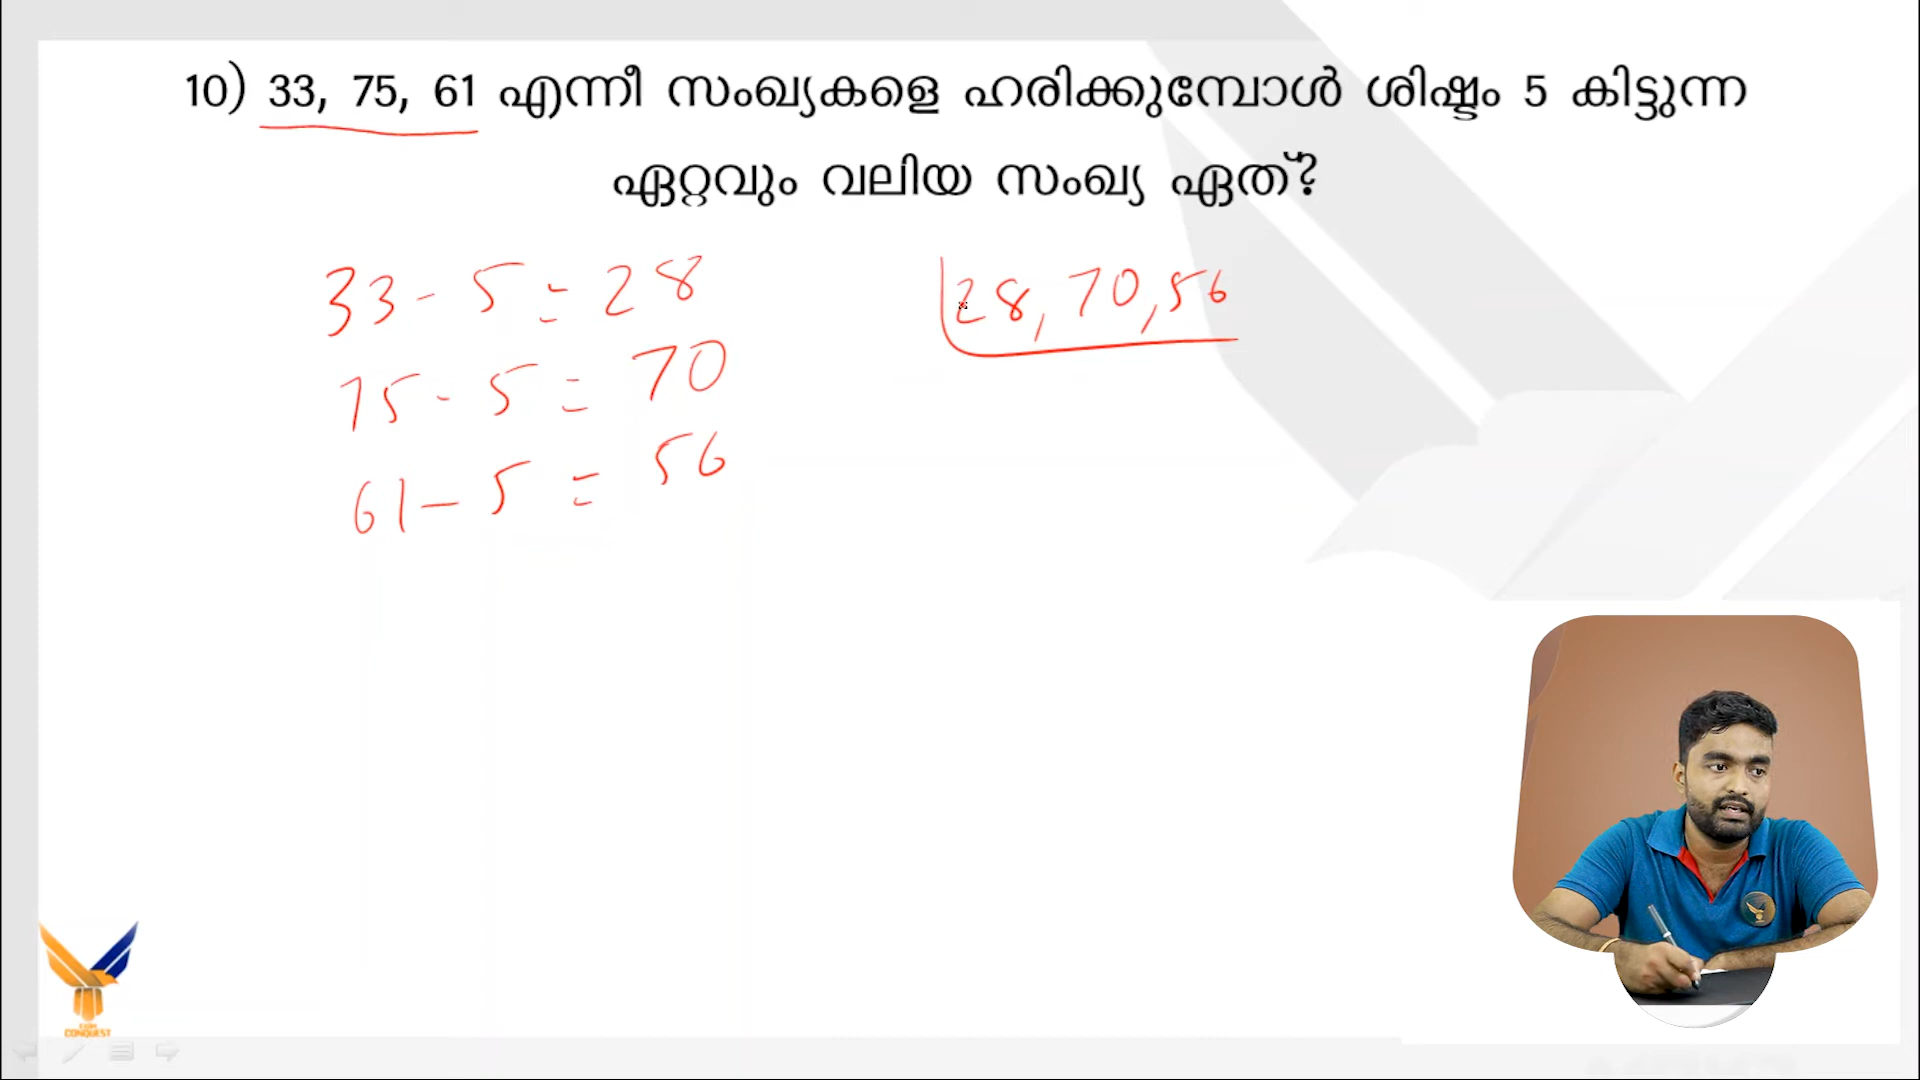 10) 33, 75, 61 എന്നീ സംഖ്യകളെ ഹരിക്കുമ്പോൾ ശിഷ്ടം 5 കിട്ടുന്ന
ഏറ്റവും വലിയ സംഖ്യ ഏത്?
33 - 5 = 28
75 - 5 = 70
61 - 5 = 56
28, 70, 56
CONQUEST